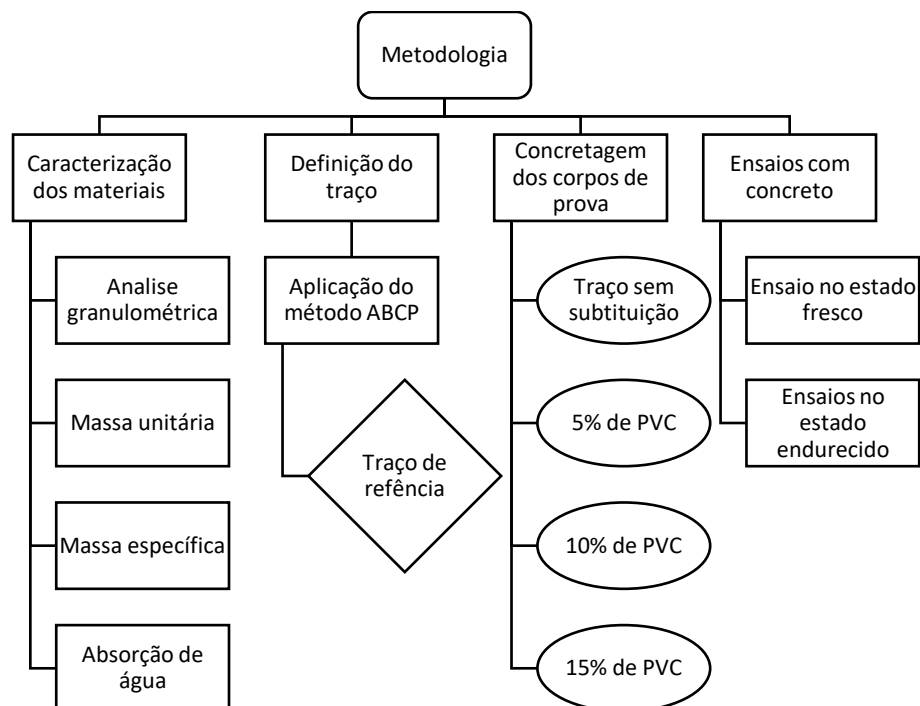 Metodologia
Caracterização
dos materiais
Analise
granulométrica
Massa unitária
Massa específica
Absorção de
água
Definição do
traço
Aplicação do
método ABCP
Traço de
refência
Concretagem
dos corpos de
prova
Traço sem
subtituição
5% de PVC
10% de PVC
15% de PVC
Ensaios com
concreto
Ensaio no estado
fresco
Ensaios no
estado
endurecido